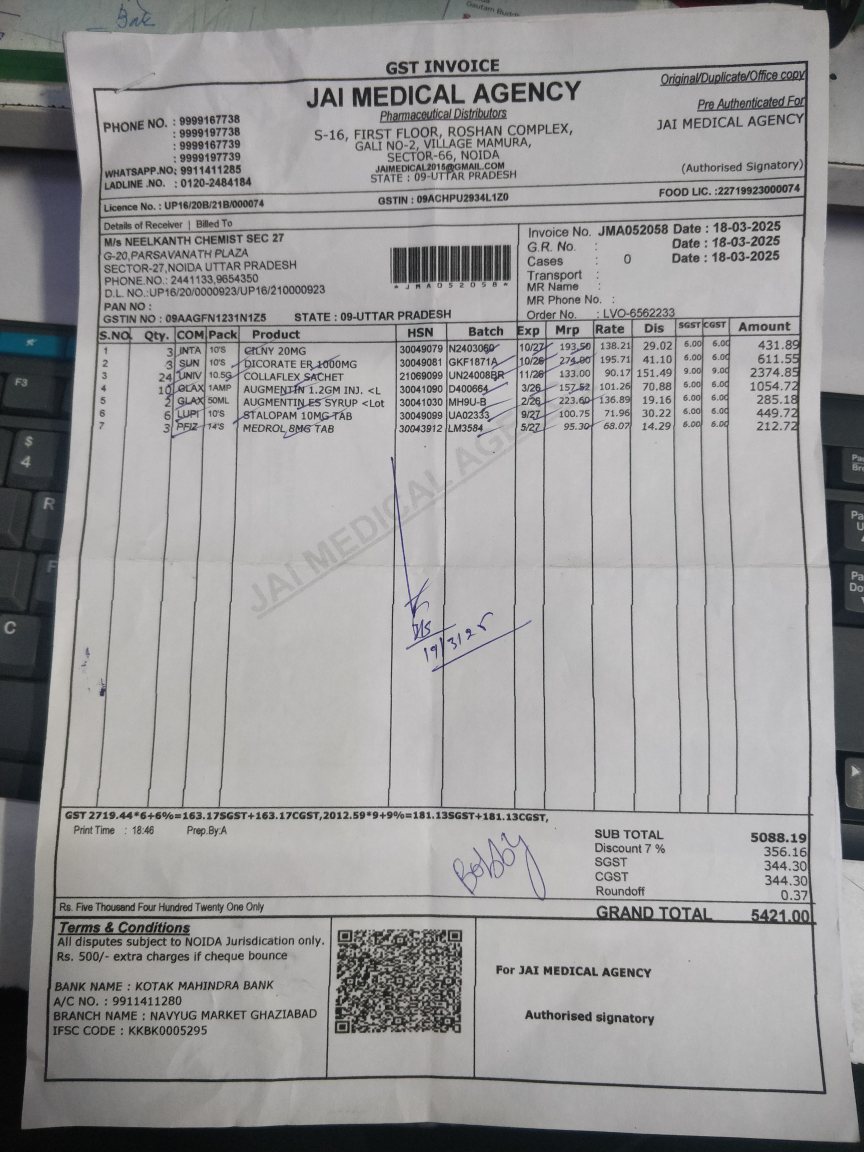 Gautam Buddh
GST INVOICE
Original/Duplicate/Office copy
JAI MEDICAL AGENCY
Pharmaceutical Distributors
Pre Authenticated For
JAI MEDICAL AGENCY
PHONE NO. : 9999167738
: 9999197738
: 9999167739
: 9999197739
WHATSAPP.NO: 9911411285
LADLINE .NO. : 0120-2484184
S-16, FIRST FLOOR, ROSHAN COMPLEX,
GALI NO-2, VILLAGE MAMURA,
SECTOR-66, NOIDA
JAIMEDICAL2015@GMAIL.COM
STATE : 09-UTTAR PRADESH
(Authorised Signatory)
Licence No. : UP16/20B/21B/000074
GSTIN : 09ACHPU2934L1Z0
FOOD LIC. :22719923000074
Details of Receiver | Billed To
M/s NEELKANTH CHEMIST SEC 27
G-20,PARSAVANATH PLAZA
SECTOR-27,NOIDA UTTAR PRADESH
PHONE.NO.: 2441133,9654350
D.L. NO.:UP16/20/0000923/UP16/210000923
PAN NO :
GSTIN NO : 09AAGFN1231N1Z5 STATE : 09-UTTAR PRADESH
*JMA052058*
Invoice No. JMA052058 Date : 18-03-2025
G.R. No. : Date : 18-03-2025
Cases : 0 Date : 18-03-2025
Transport :
MR Name :
MR Phone No. :
Order No. : LVO-6562233
S.NO. Qty. COM Pack Product HSN Batch Exp Mrp Rate Dis SGST CGST Amount
1 3 INTA 10'S CILNY 20MG 30049079 N2403060 10/27 193.50 138.21 29.02 6.00 6.00 431.89
2 3 SUN 10'S DICORATE ER 1000MG 30049081 GKF1871A 10/26 274.00 195.71 41.10 6.00 6.00 611.55
3 24 UNIV 10.5G COLLAFLEX SACHET 21069099 UN24008BR 11/26 133.00 90.17 151.49 9.00 9.00 2374.85
4 10 GLAX 1AMP AUGMENTIN 1.2GM INJ. <L 30041090 D400664 3/26 157.52 101.26 70.88 6.00 6.00 1054.72
5 2 GLAX 50ML AUGMENTIN ES SYRUP <Lot 30041030 MH9U-B 2/26 223.60 136.89 19.16 6.00 6.00 285.18
6 6 LUPI 10'S STALOPAM 10MG TAB 30049099 UA02333 9/27 100.75 71.96 30.22 6.00 6.00 449.72
7 3 PFIZ 14'S MEDROL 8MG TAB 30043912 LM3584 5/27 95.30 68.07 14.29 6.00 6.00 212.72
JAI MEDICAL AGENCY
19/3/25
GST 2719.44*6+6%=163.17SGST+163.17CGST,2012.59*9+9%=181.13SGST+181.13CGST,
Print Time : 18:46 Prep.By:A
Bobby
SUB TOTAL 5088.19
Discount 7 % 356.16
SGST 344.30
CGST 344.30
Roundoff 0.37
Rs. Five Thousand Four Hundred Twenty One Only
GRAND TOTAL 5421.00
Terms & Conditions
All disputes subject to NOIDA Jurisdication only.
Rs. 500/- extra charges if cheque bounce
BANK NAME : KOTAK MAHINDRA BANK
A/C NO. : 9911411280
BRANCH NAME : NAVYUG MARKET GHAZIABAD
IFSC CODE : KKBK0005295
For JAI MEDICAL AGENCY
Authorised signatory
F3
$
4
R
F
C